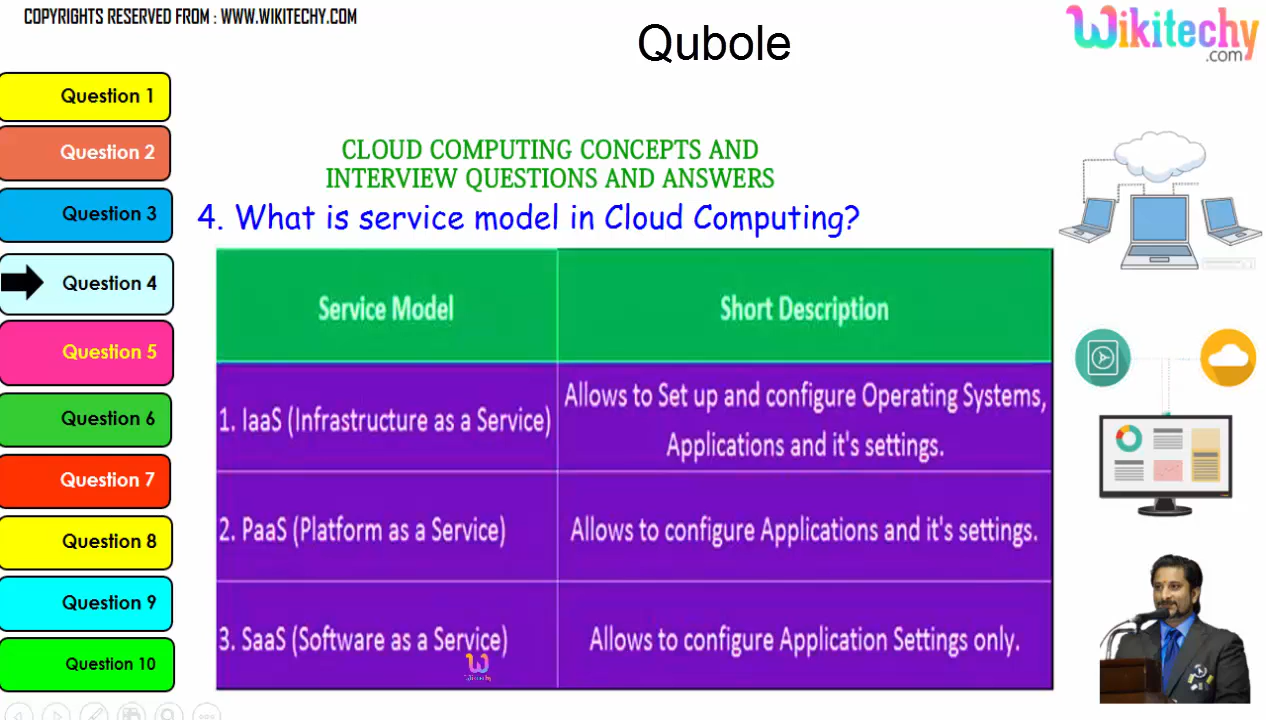 COPYRIGHTS RESERVED FROM : WWW.WIKITECHY.COM
Qubole
Wikitechy
.com
Question 1
Question 2
Question 3
Question 4
Question 5
Question 6
Question 7
Question 8
Question 9
Question 10
CLOUD COMPUTING CONCEPTS AND
INTERVIEW QUESTIONS AND ANSWERS
4. What is service model in Cloud Computing?
Service Model
Short Description
1. IaaS (Infrastructure as a Service)
Allows to Set up and configure Operating Systems,
Applications and it's settings.
2. PaaS (Platform as a Service)
Allows to configure Applications and it's settings.
3. SaaS (Software as a Service)
Allows to configure Application Settings only.
W
Wikitechy